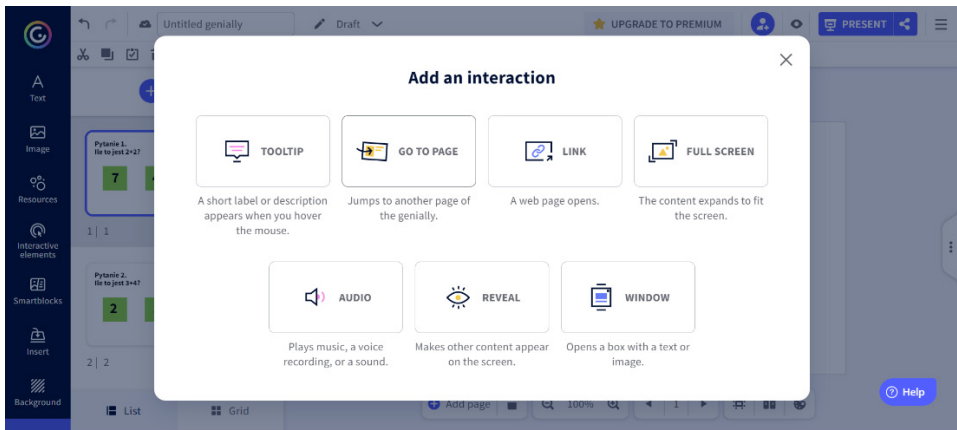 Untitled genially
Draft
UPGRADE TO PREMIUM
PRESENT
Text
Image
Resources
Interactive
elements
Smartblocks
Insert
Background
Pytanie 1.
Ile to jest 2+2?
7
1 | 1
Pytanie 2.
Ile to jest 3+4?
2
2 | 2
List
Grid
Add an interaction
TOOLTIP
A short label or description
appears when you hover
the mouse.
GO TO PAGE
Jumps to another page of
the genially.
LINK
A web page opens.
FULL SCREEN
The content expands to fit
the screen.
AUDIO
Plays music, a voice
recording, or a sound.
REVEAL
Makes other content appear
on the screen.
WINDOW
Opens a box with a text or
image.
Add page
100%
1
Help